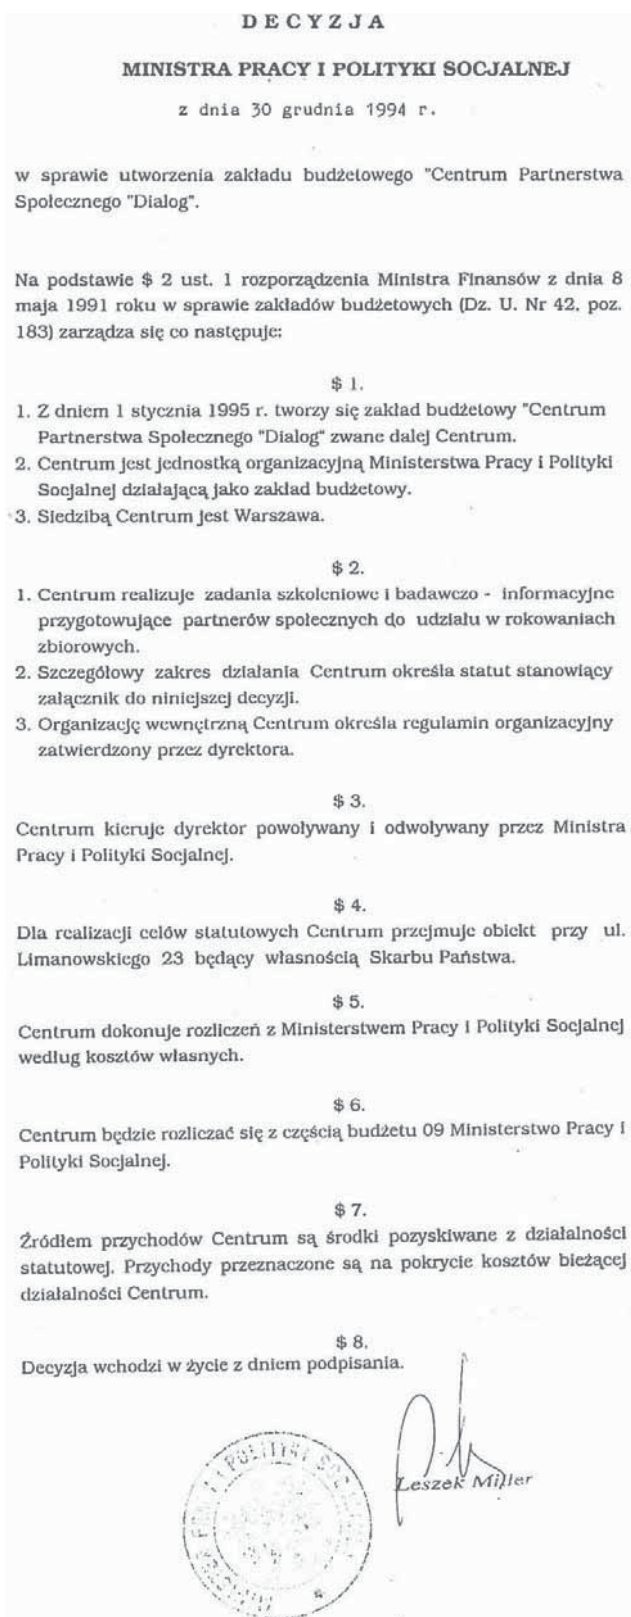 DECYZJA
MINISTRA PRACY I POLITYKI SOCJALNEJ
z dnia 30 grudnia 1994 r.
w sprawie utworzenia zakładu budżetowego "Centrum Partnerstwa
Społecznego "Dialog".
Na podstawie $ 2 ust. 1 rozporządzenia Ministra Finansów z dnia 8
maja 1991 roku w sprawie zakładów budżetowych (Dz. U. Nr 42, poz.
183) zarządza się co następuje:
$ 1.
1. Z dniem 1 stycznia 1995 r. tworzy się zakład budżetowy "Centrum
Partnerstwa Społecznego "Dialog" zwane dalej Centrum.
2. Centrum jest jednostką organizacyjną Ministerstwa Pracy i Polityki
Socjalnej działającą jako zakład budżetowy.
3. Siedzibą Centrum jest Warszawa.
$ 2.
1. Centrum realizuje zadania szkoleniowe i badawczo - informacyjne
przygotowujące partnerów społecznych do udziału w rokowaniach
zbiorowych.
2. Szczegółowy zakres działania Centrum określa statut stanowiący
załącznik do niniejszej decyzji.
3. Organizację wewnętrzną Centrum określa regulamin organizacyjny
zatwierdzony przez dyrektora.
$ 3.
Centrum kieruje dyrektor powoływany i odwoływany przez Ministra
Pracy i Polityki Socjalnej.
$ 4.
Dla realizacji celów statutowych Centrum przejmuje obiekt przy ul.
Limanowskiego 23 będący własnością Skarbu Państwa.
$ 5.
Centrum dokonuje rozliczeń z Ministerstwem Pracy i Polityki Socjalnej
według kosztów własnych.
$ 6.
Centrum będzie rozliczać się z częścią budżetu 09 Ministerstwo Pracy i
Polityki Socjalnej.
$ 7.
Źródłem przychodów Centrum są środki pozyskiwane z działalności
statutowej. Przychody przeznaczone są na pokrycie kosztów bieżącej
działalności Centrum.
$ 8.
Decyzja wchodzi w życie z dniem podpisania.
Leszek Miller
MINISTER PRACY I POLITYKI SOCJALNEJ